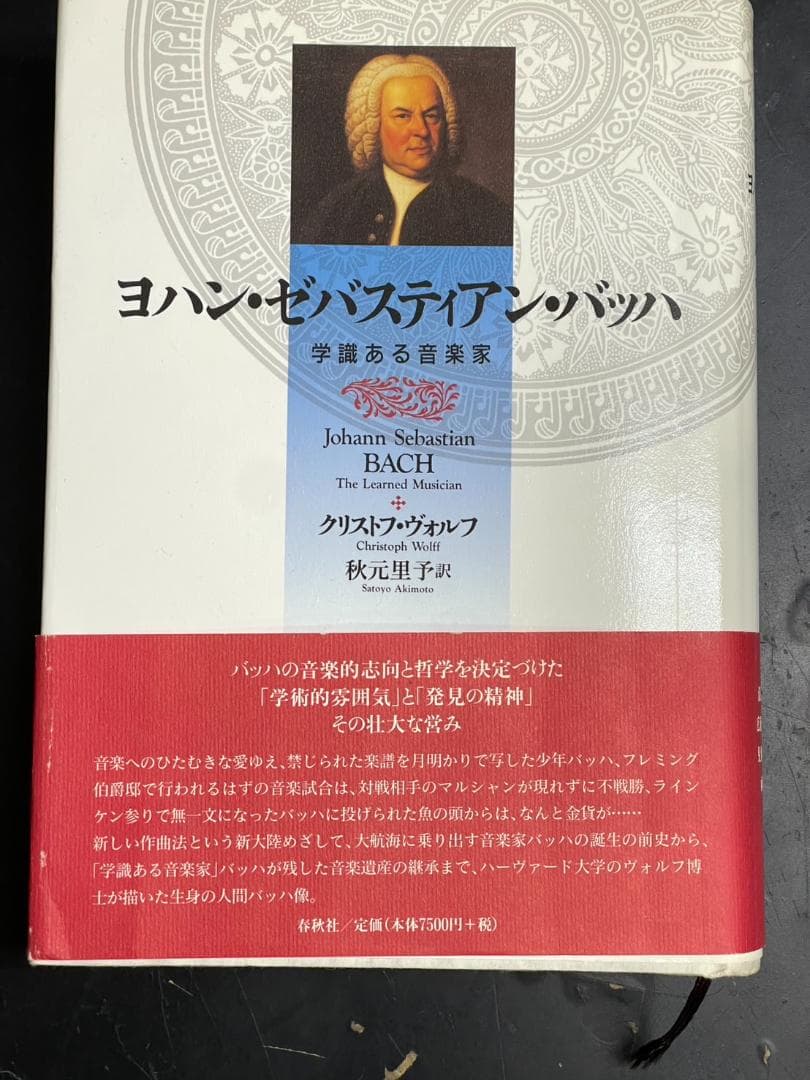 ヨハン・ゼバスティアン・バッハ
学識ある音楽家
Johann Sebastian
BACH
The Learned Musician
クリストフ・ヴォルフ
Christoph Wolff
秋元里予訳
Satoyo Akimoto
バッハの音楽的志向と哲学を決定づけた
「学術的雰囲気」と「発見の精神」
その壮大な営み
音楽へのひたむきな愛ゆえ、禁じられた楽譜を月明かりで写した少年バッハ、フレミング
伯爵邸で行われるはずの音楽試合は、対戦相手のマルシャンが現れずに不戦勝、ライン
ケン参りで無一文になったバッハに投げられた魚の頭からは、なんと金貨が……
新しい作曲法という新大陸めざして、大航海に乗り出す音楽家バッハの誕生の前史から、
「学識ある音楽家」バッハが残した音楽遺産の継承まで、ハーヴァード大学のヴォルフ博
士が描いた生身の人間バッハ像。
春秋社／定価(本体7500円+税)